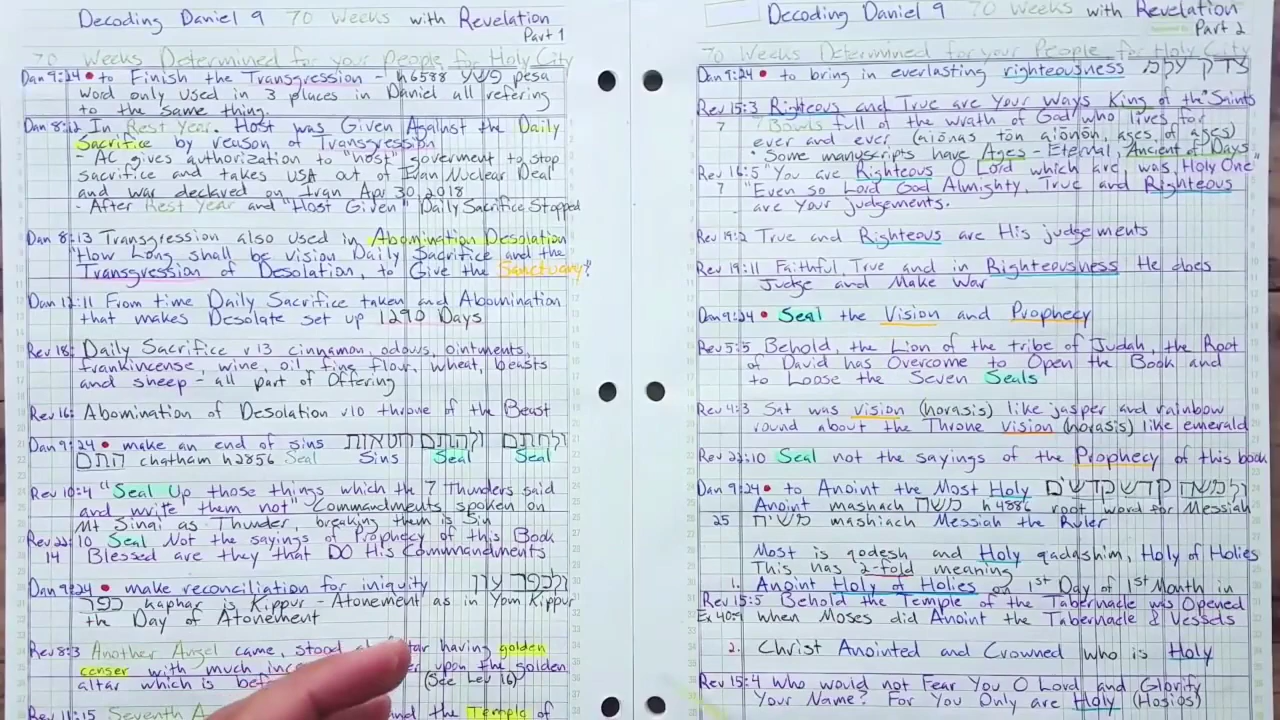 Decoding Daniel 9 70 Weeks with Revelation
Part 1
70 Weeks Determined for your People for Holy City
Dan 9:24 • to Finish the Transgression - h6588 פשע pesa
word only used in 3 places in Daniel all refering
to the same thing.
Dan 8:12 In Rest Year. Host was Given Against the Daily
Sacrifice by reason of Transgression
- AC gives authorization to "host" goverment to stop
sacrifice and takes USA out of Iran Nuclear Deal
and war declared on Iran Apr 30, 2018
- After Rest Year and "Host Given" Daily Sacrifice Stopped
Dan 8:13 Transgression also used in Abomination Desolation
"How Long shall be vision Daily Sacrifice and the
Transgression of Desolation, to Give the Sanctuary?"
Dan 12:11 From time Daily Sacrifice taken and Abomination
that makes Desolate set up 1290 Days
Rev 18: Daily Sacrifice v13 cinnamon, odours, ointments,
frankincense, wine, oil, fine flour, wheat, beasts
and sheep - all part of Offering
Rev 16: Abomination of Desolation v10 throne of the Beast
Dan 9:24 • make an end of sins ולחתם חטאות ולחתם
חתם chatham h2856 Seal Sins Seal Seal
Rev 10:4 "Seal Up those things which the 7 Thunders said
and write them not" Commandments spoken on
Mt Sinai as Thunder, breaking them is Sin
Rev 22:10 Seal Not the sayings of Prophecy of this Book
14 Blessed are they that DO His Commandments
Dan 9:24 • make reconciliation for iniquity ולכפר עון
כפר kaphar is Kippur - Atonement as in Yom Kippur
the Day of Atonement
Rev 8:3 Another Angel came, stood having golden
censer with much upon the golden
altar which is (See Lev 16)
Rev 11:15 Seventh and the Temple of
Decoding Daniel 9 70 Weeks with Revelation
Part 2
70 Weeks Determined for your People for Holy City
Dan 9:24 • to bring in everlasting righteousness צדק עלמים
Rev 15:3 Righteous and True are Your Ways King of the Saints
7 7 Bowls full of the wrath of God who lives for
ever and ever (aiōnas tōn aiōnōn, ages of ages)
* Some manuscripts have Ages - Eternal, Ancient of Days
Rev 16:5 "You are Righteous O Lord which are, was, Holy One"
7 "Even so Lord God Almighty, True and Righteous
are your judgements.
Rev 19:2 True and Righteous are His judgements
Rev 19:11 Faithful, True and in Righteousness He does
Judge and Make War
Dan 9:24 • Seal the Vision and Prophecy
Rev 5:5 Behold, the Lion of the tribe of Judah, the Root
of David has Overcome to Open the Book and
to Loose the Seven Seals
Rev 4:3 Sat was vision (horasis) like jasper and rainbow
round about the Throne vision (horasis) like emerald
Rev 22:10 Seal not the sayings of the Prophecy of this book
Dan 9:24 • to Anoint the Most Holy ולמשח קדש קדשים
Anoint mashach משח h4886 root word for Messiah
25 משיח mashiach Messiah the Ruler
Most is qodesh and Holy qadashim, Holy of Holies
This has 2-fold meaning
1. Anoint Holy of Holies on 1st Day of 1st Month in
Rev 15:5 Behold the Temple of the Tabernacle was Opened
Ex 40:9 when Moses did Anoint the Tabernacle & Vessels
2. Christ Anointed and Crowned who is Holy
Rev 15:4 Who would not Fear You O Lord and Glorify
Your Name? For You Only are Holy (Hosios)